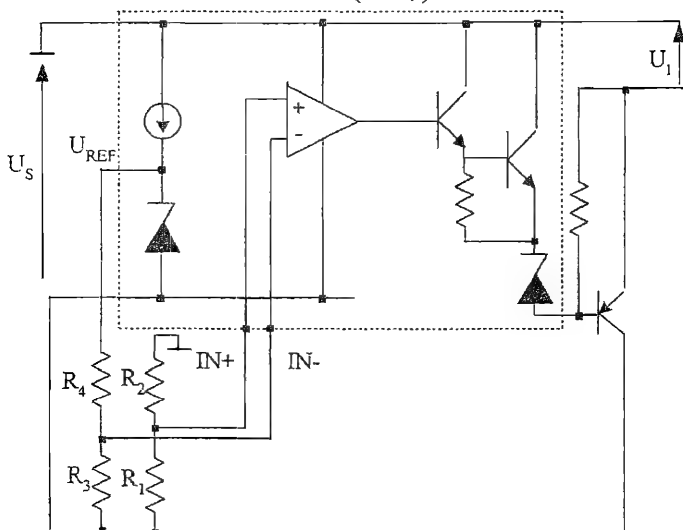 U1
US
UREF
+
-
IN+
IN-
R4
R2
R3
R1